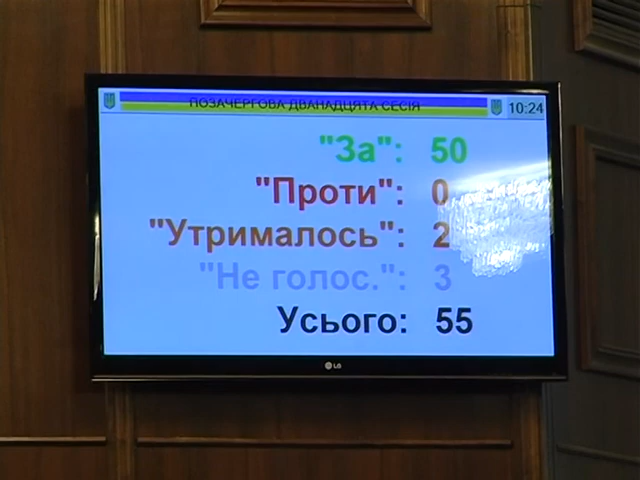 ПОЗАЧЕРГОВА ДВАНАДЦЯТА СЕСІЯ 10:24
"За": 50
"Проти": 0
"Утрималось": 2
"Не голос.": 3
Усього: 55
LG